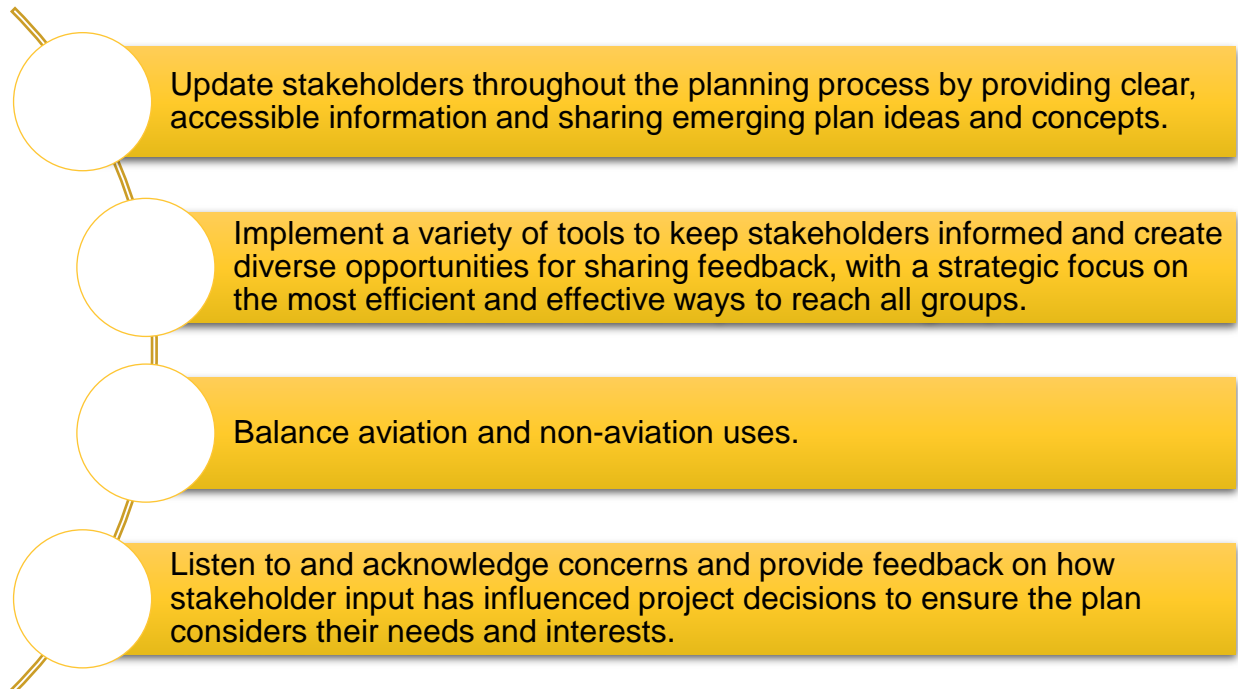 Update stakeholders throughout the planning process by providing clear,
accessible information and sharing emerging plan ideas and concepts.
Implement a variety of tools to keep stakeholders informed and create
diverse opportunities for sharing feedback, with a strategic focus on
the most efficient and effective ways to reach all groups.
Balance aviation and non-aviation uses.
Listen to and acknowledge concerns and provide feedback on how
stakeholder input has influenced project decisions to ensure the plan
considers their needs and interests.